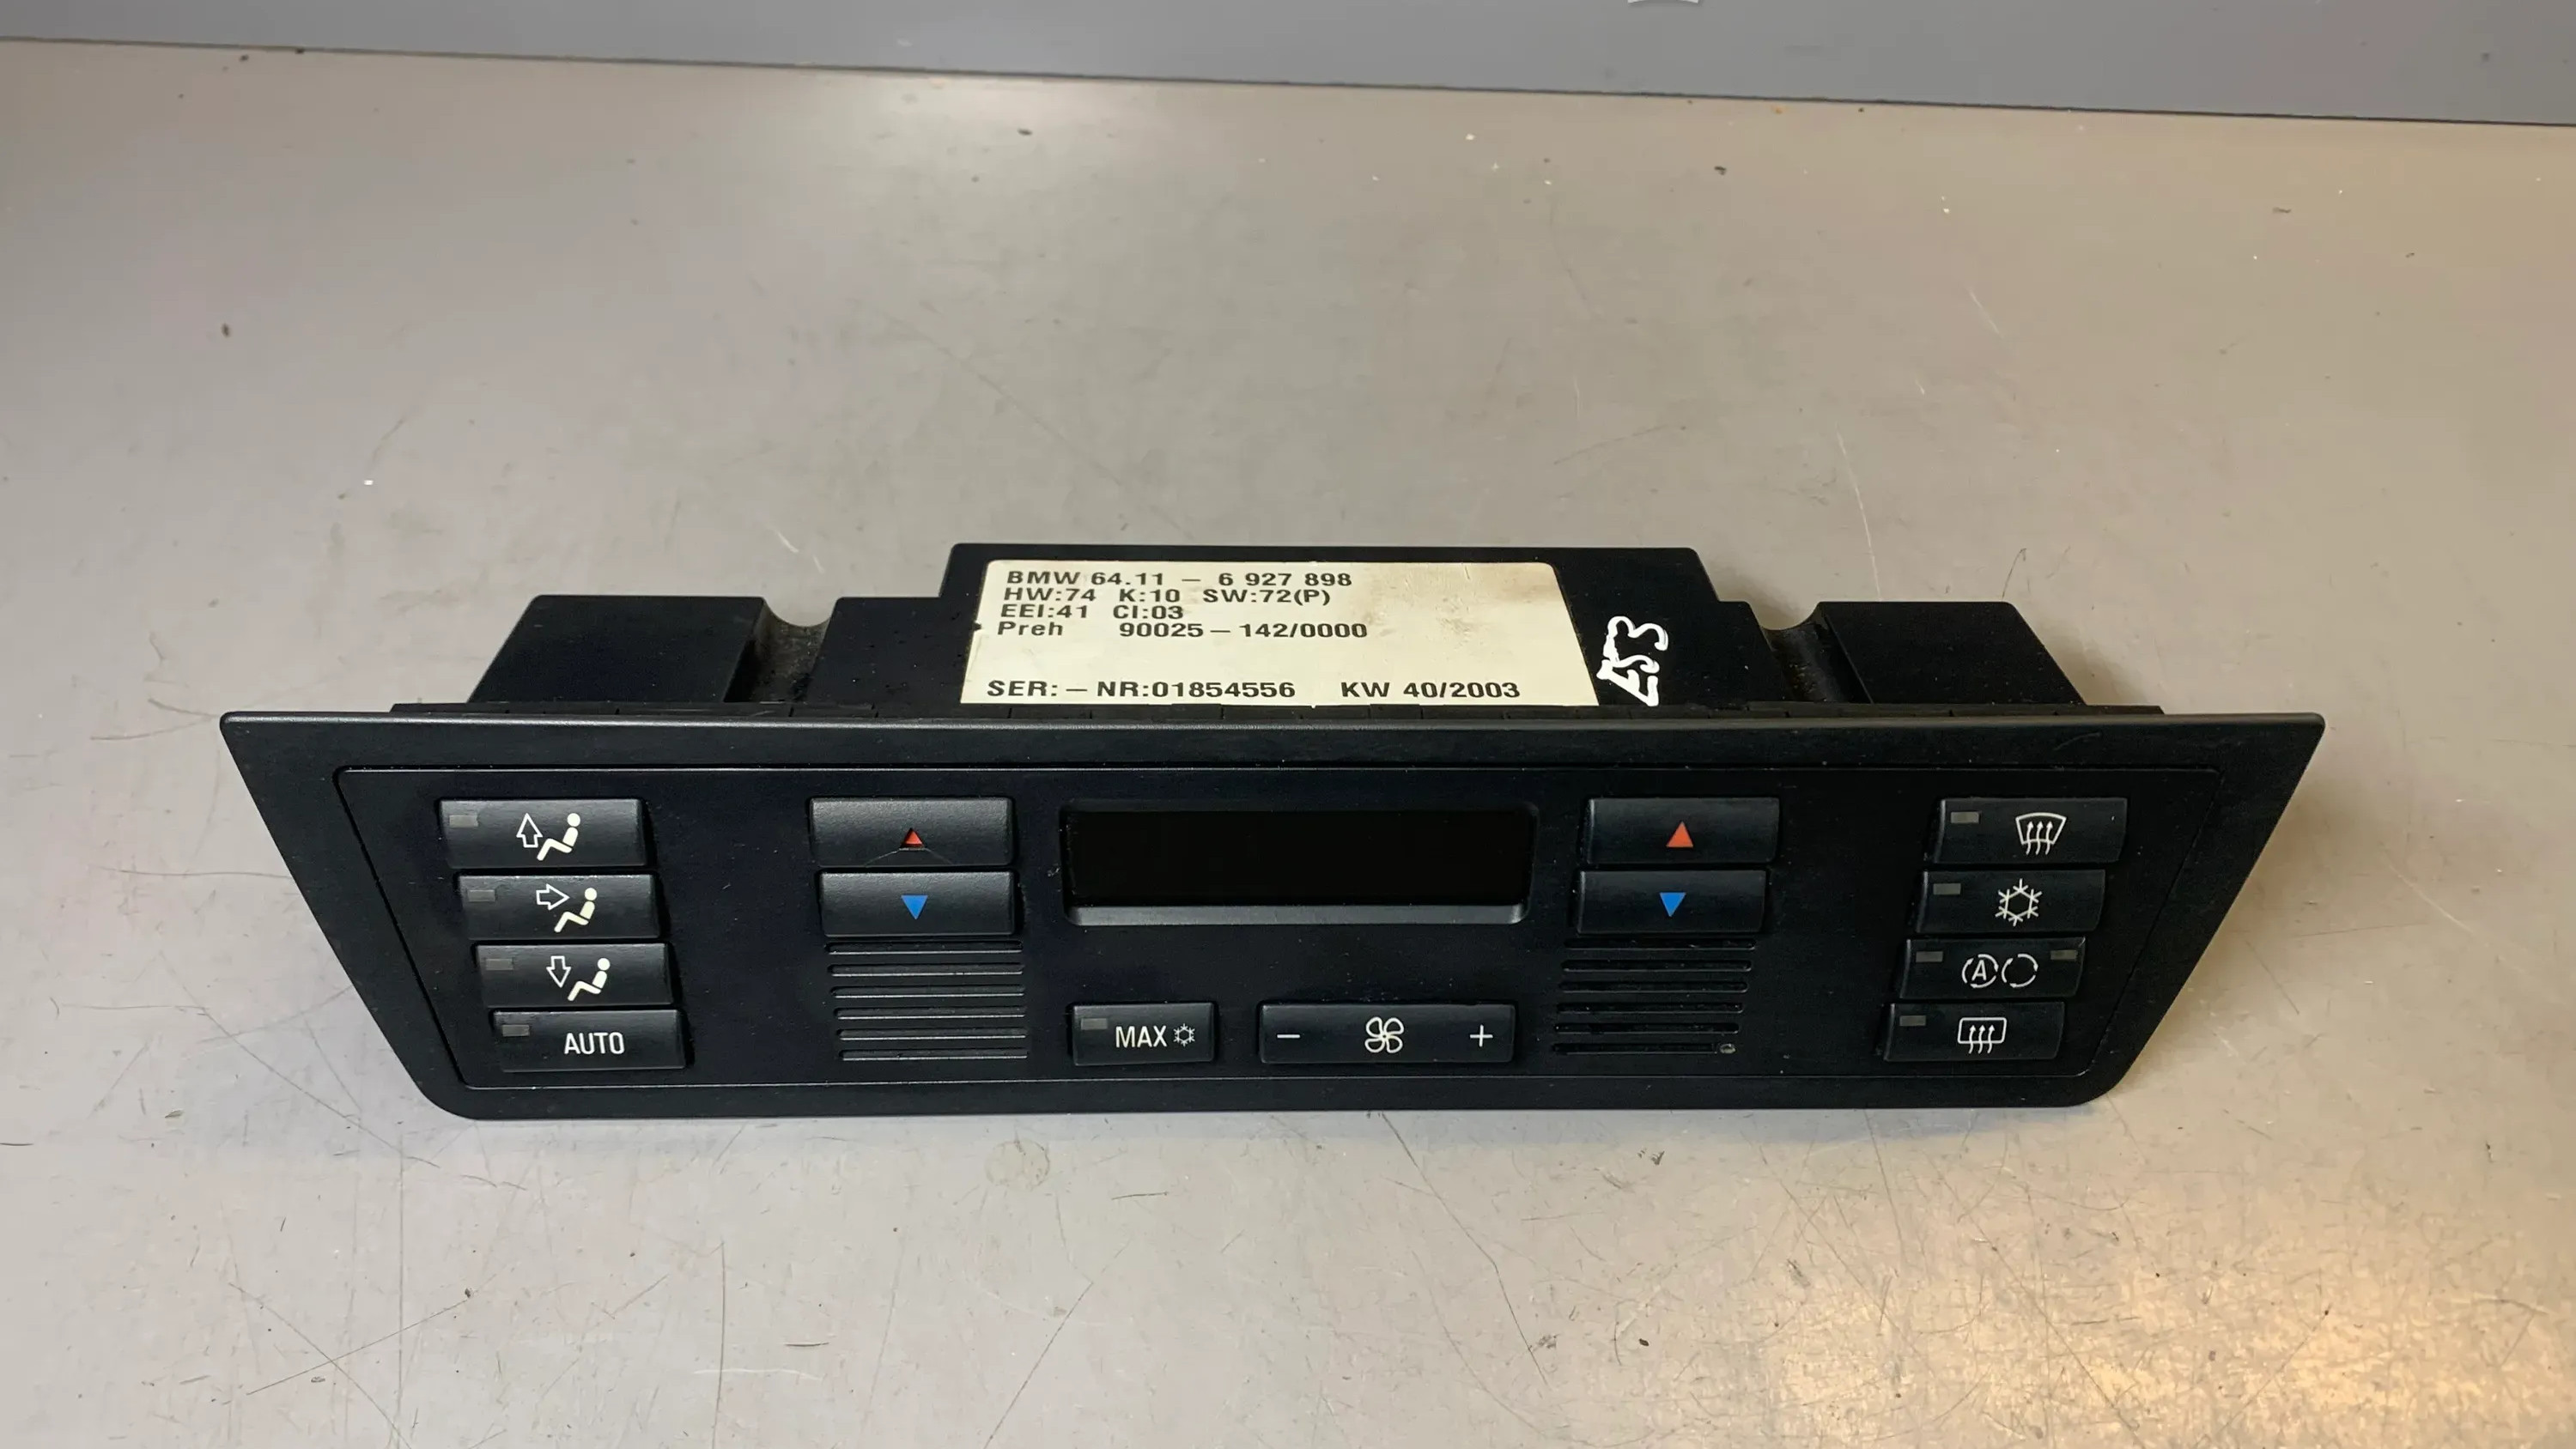 BMW 64.11 – 6 927 898
HW:74 K:10 SW:72(P)
EEI:41 CI:03
Preh 90025 – 142/0000
SER: – NR:01854556 KW 40/2003
E53
AUTO
MAX
– +
A